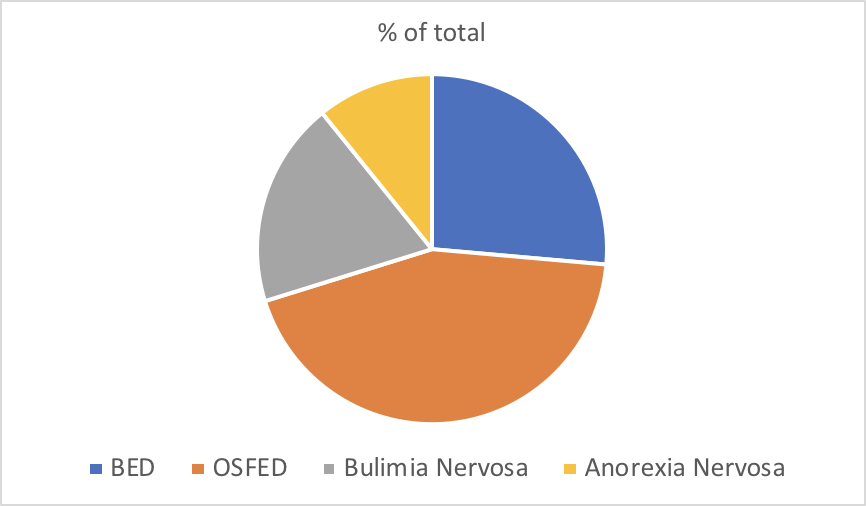 % of total
BED OSFED Bulimia Nervosa Anorexia Nervosa